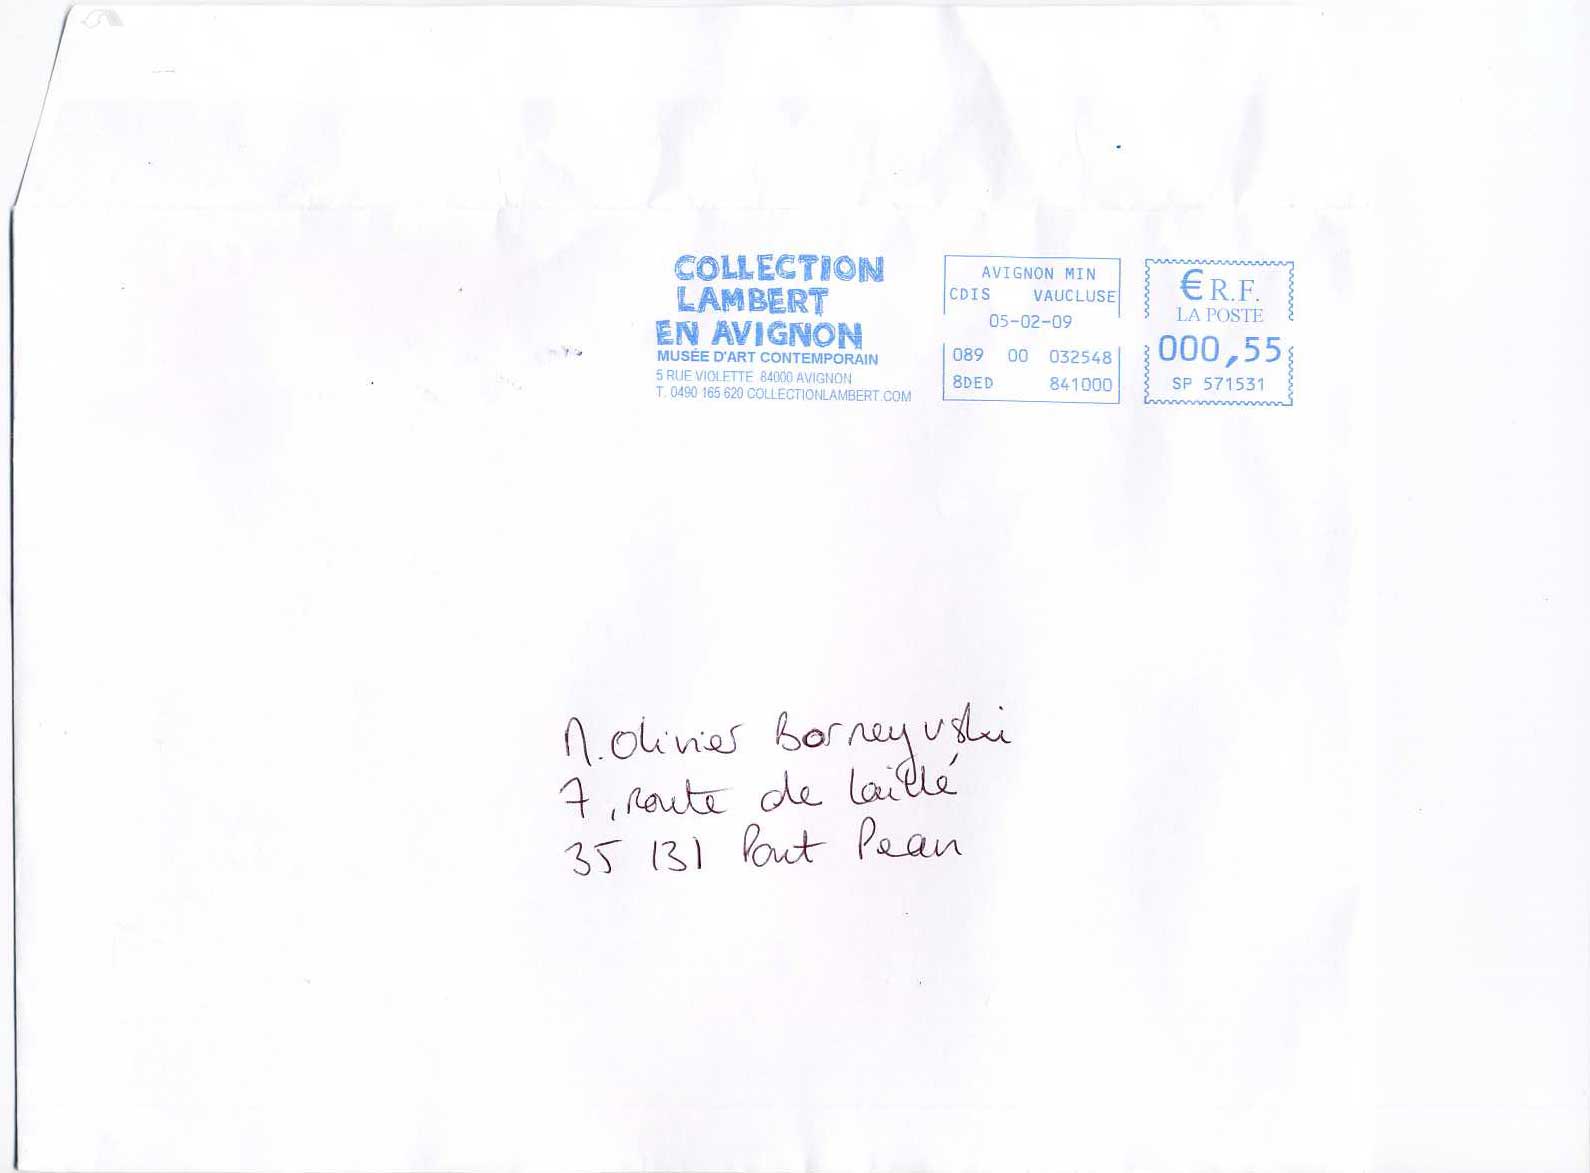 COLLECTION
LAMBERT
EN AVIGNON
MUSÉE D'ART CONTEMPORAIN
5 RUE VIOLETTE 84000 AVIGNON
T. 0490 165 620 COLLECTIONLAMBERT.COM
AVIGNON MIN
CDIS VAUCLUSE
05-02-09
089 00 032548
8DED 841000
€ R.F.
LA POSTE
000,55
SP 571531
M. Olivier
7, route de Laillé
35 131 Pont Pean